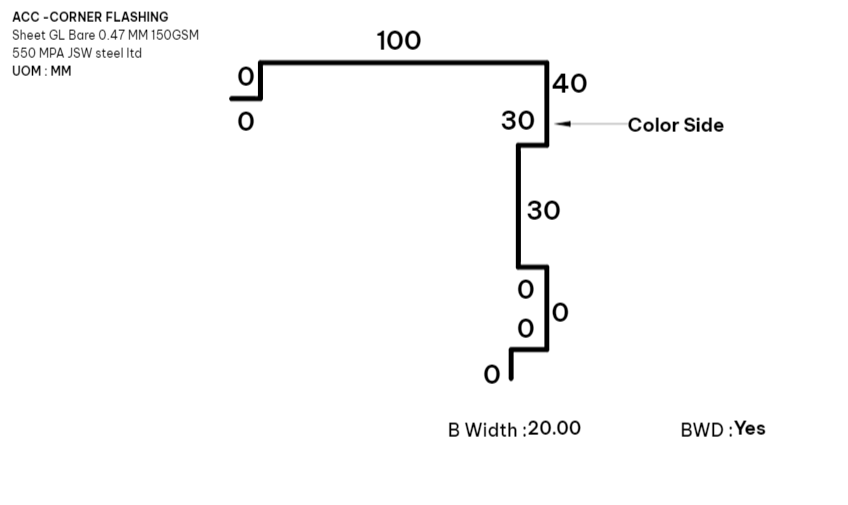 ACC -CORNER FLASHING
Sheet GL Bare 0.47 MM 150GSM
550 MPA JSW steel ltd
UOM : MM
100
0
40
0
30
Color Side
30
0
0
0
0
B Width :20.00
BWD :Yes